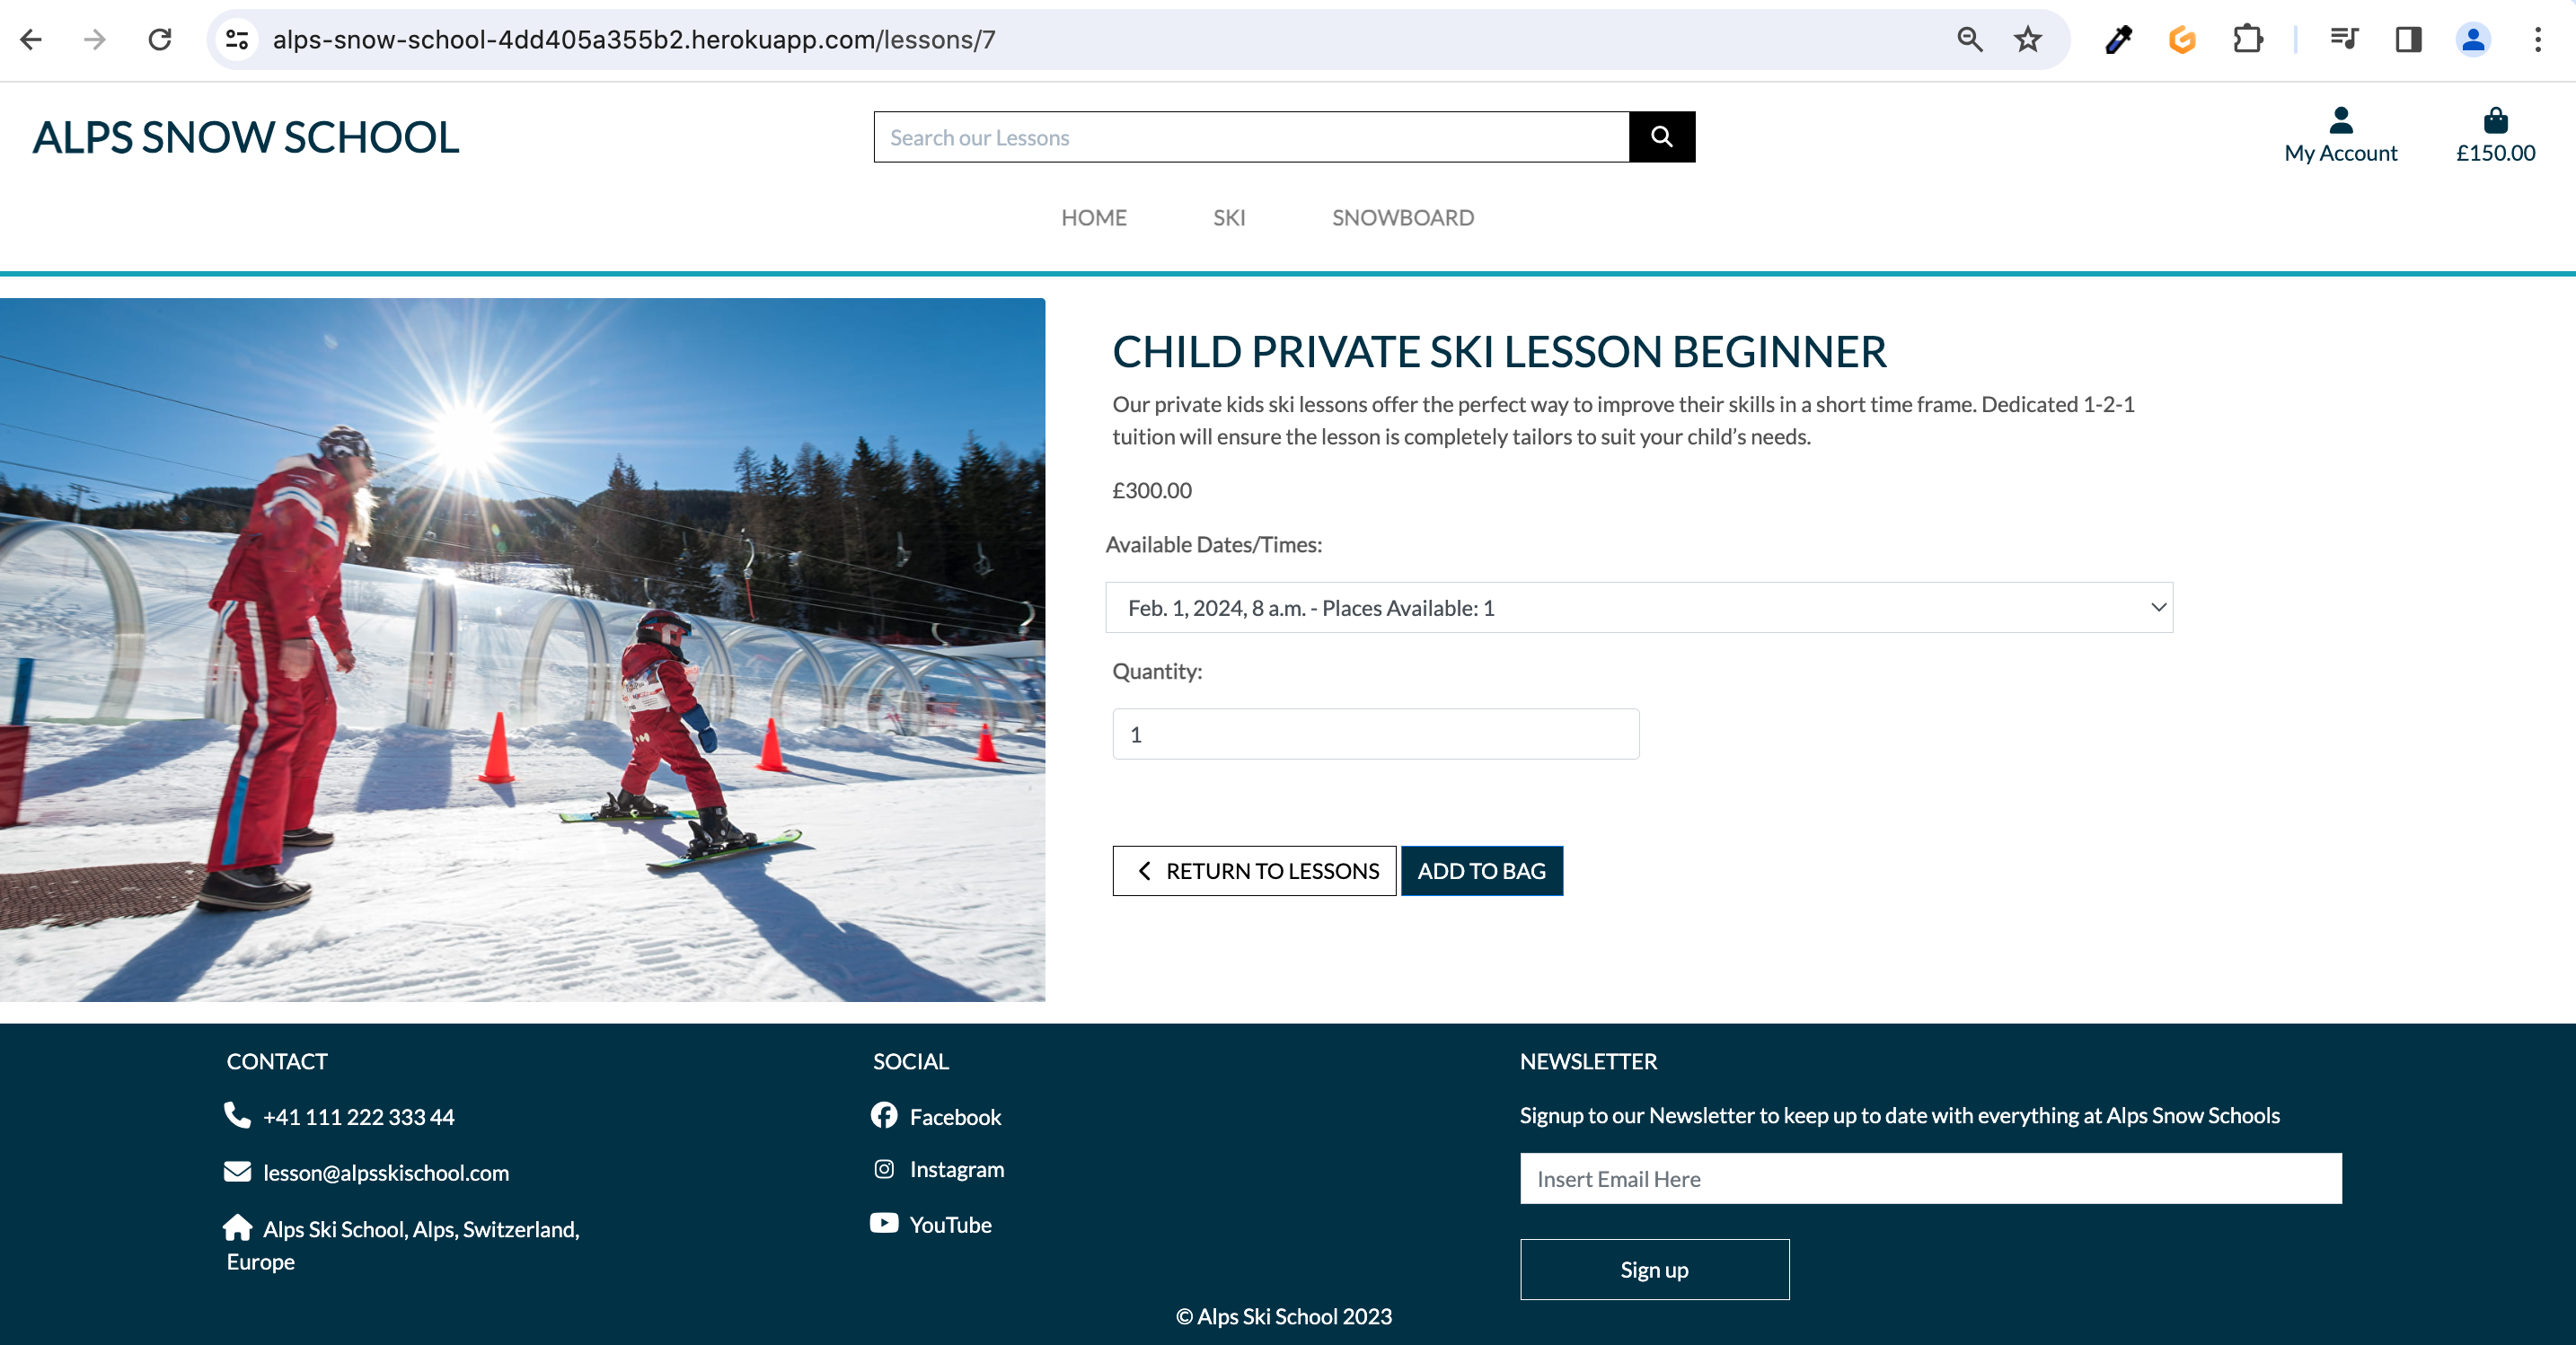 alps-snow-school-4dd405a355b2.herokuapp.com/lessons/7
ALPS SNOW SCHOOL
Search our Lessons
My Account
£150.00
HOME
SKI
SNOWBOARD
CHILD PRIVATE SKI LESSON BEGINNER
Our private kids ski lessons offer the perfect way to improve their skills in a short time frame. Dedicated 1-2-1
tuition will ensure the lesson is completely tailors to suit your child’s needs.
£300.00
Available Dates/Times:
Feb. 1, 2024, 8 a.m. - Places Available: 1
Quantity:
1
RETURN TO LESSONS
ADD TO BAG
CONTACT
+41 111 222 333 44
lesson@alpsskischool.com
Alps Ski School, Alps, Switzerland,
Europe
SOCIAL
Facebook
Instagram
YouTube
NEWSLETTER
Signup to our Newsletter to keep up to date with everything at Alps Snow Schools
Insert Email Here
Sign up
© Alps Ski School 2023